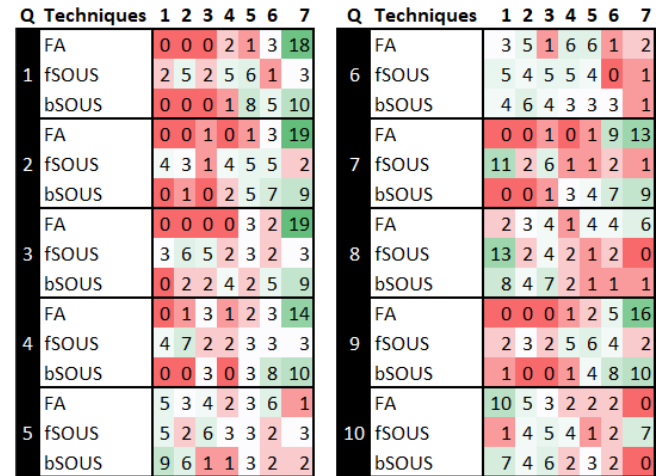 Q Techniques 1 2 3 4 5 6 7
1 FA 0 0 0 2 1 3 18
fSOUS 2 5 2 5 6 1 3
bSOUS 0 0 0 1 8 5 10
2 FA 0 0 1 0 1 3 19
fSOUS 4 3 1 4 5 5 2
bSOUS 0 1 0 2 5 7 9
3 FA 0 0 0 0 3 2 19
fSOUS 3 6 5 2 3 2 3
bSOUS 0 2 2 4 2 5 9
4 FA 0 1 3 1 2 3 14
fSOUS 4 7 2 2 3 3 3
bSOUS 0 0 3 0 3 8 10
5 FA 5 3 4 2 3 6 1
fSOUS 5 2 6 3 3 2 3
bSOUS 9 6 1 1 3 2 2
Q Techniques 1 2 3 4 5 6 7
6 FA 3 5 1 6 6 1 2
fSOUS 5 4 5 5 4 0 1
bSOUS 4 6 4 3 3 3 1
7 FA 0 0 1 0 1 9 13
fSOUS 11 2 6 1 1 2 1
bSOUS 0 0 1 3 4 7 9
8 FA 2 3 4 1 4 4 6
fSOUS 13 2 4 2 1 2 0
bSOUS 8 4 7 2 1 1 1
9 FA 0 0 0 1 2 5 16
fSOUS 2 3 2 5 6 4 2
bSOUS 1 0 0 1 4 8 10
10 FA 10 5 3 2 2 2 0
fSOUS 1 4 5 4 1 2 7
bSOUS 7 4 6 2 3 2 0